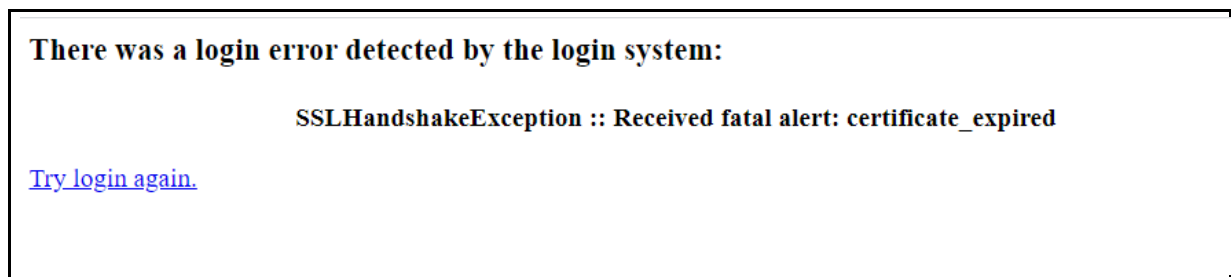 There was a login error detected by the login system:
SSLHandshakeException :: Received fatal alert: certificate_expired
Try login again.